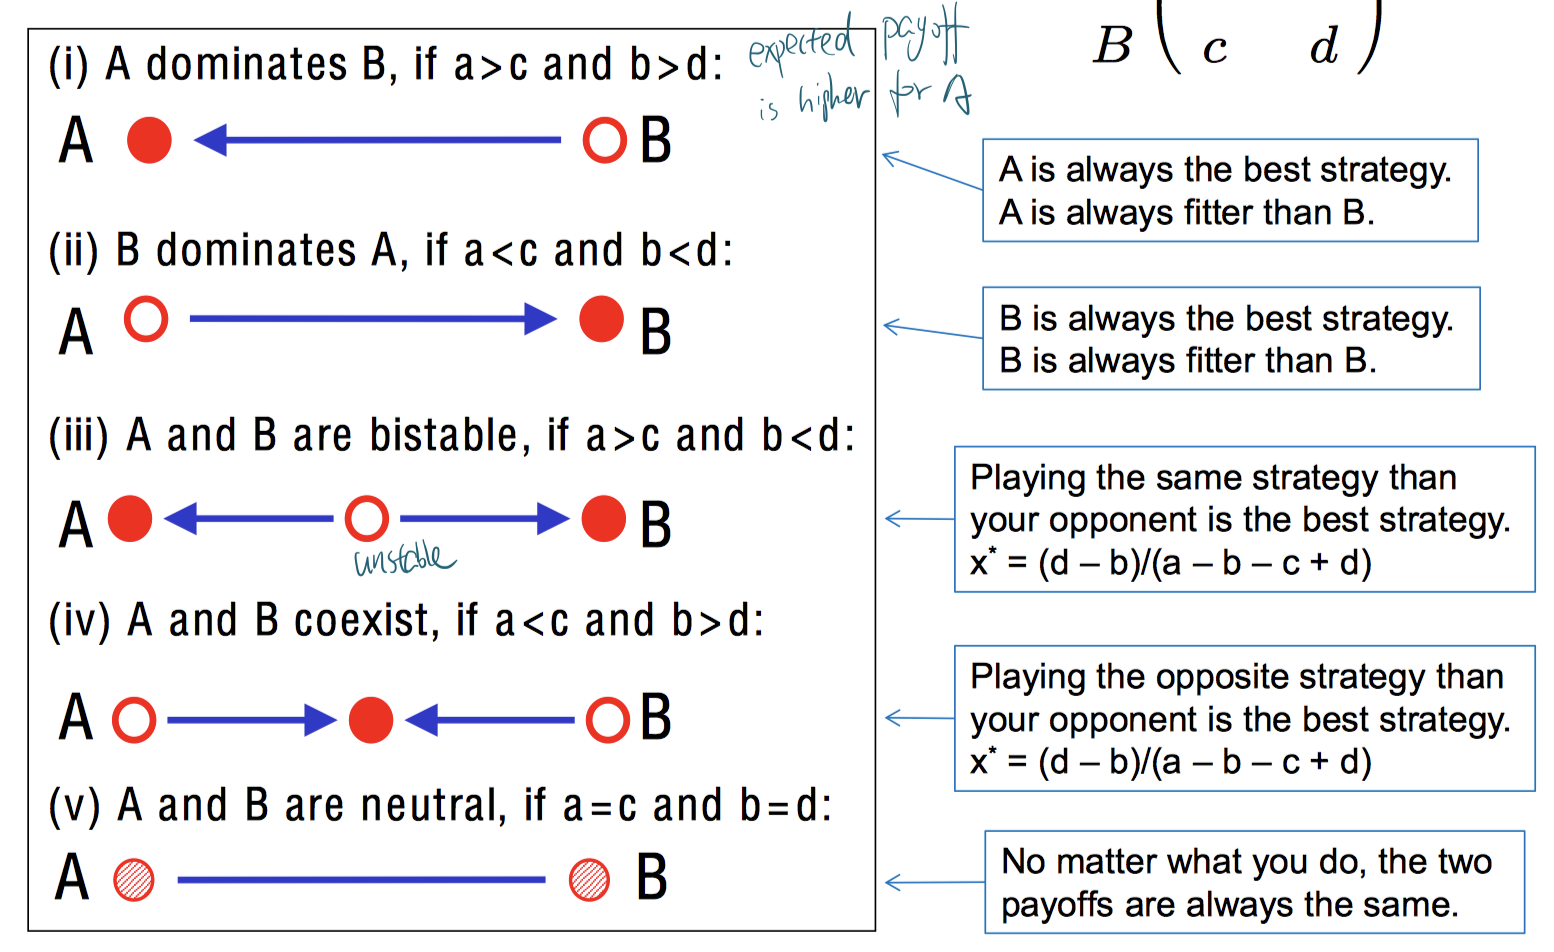 expected payoff
is higher for A
B ( c d )
(i) A dominates B, if a>c and b>d:
A B
A is always the best strategy.
A is always fitter than B.
(ii) B dominates A, if a<c and b<d:
A B
B is always the best strategy.
B is always fitter than B.
(iii) A and B are bistable, if a>c and b<d:
A B
unstable
Playing the same strategy than
your opponent is the best strategy.
x* = (d – b)/(a – b – c + d)
(iv) A and B coexist, if a<c and b>d:
A B
Playing the opposite strategy than
your opponent is the best strategy.
x* = (d – b)/(a – b – c + d)
(v) A and B are neutral, if a=c and b=d:
A B
No matter what you do, the two
payoffs are always the same.